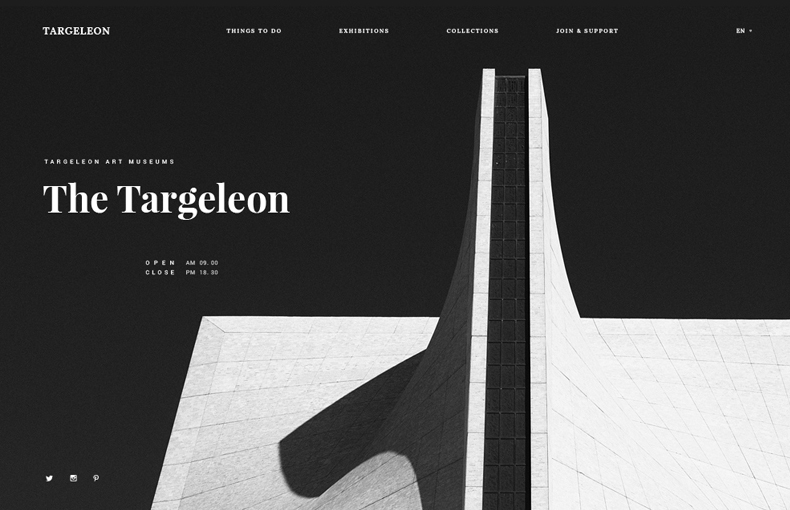 TARGELEON
THINGS TO DO
EXHIBITIONS
COLLECTIONS
JOIN & SUPPORT
EN
TARGELEON ART MUSEUMS
The Targeleon
OPEN AM 09. 00
CLOSE PM 18. 30